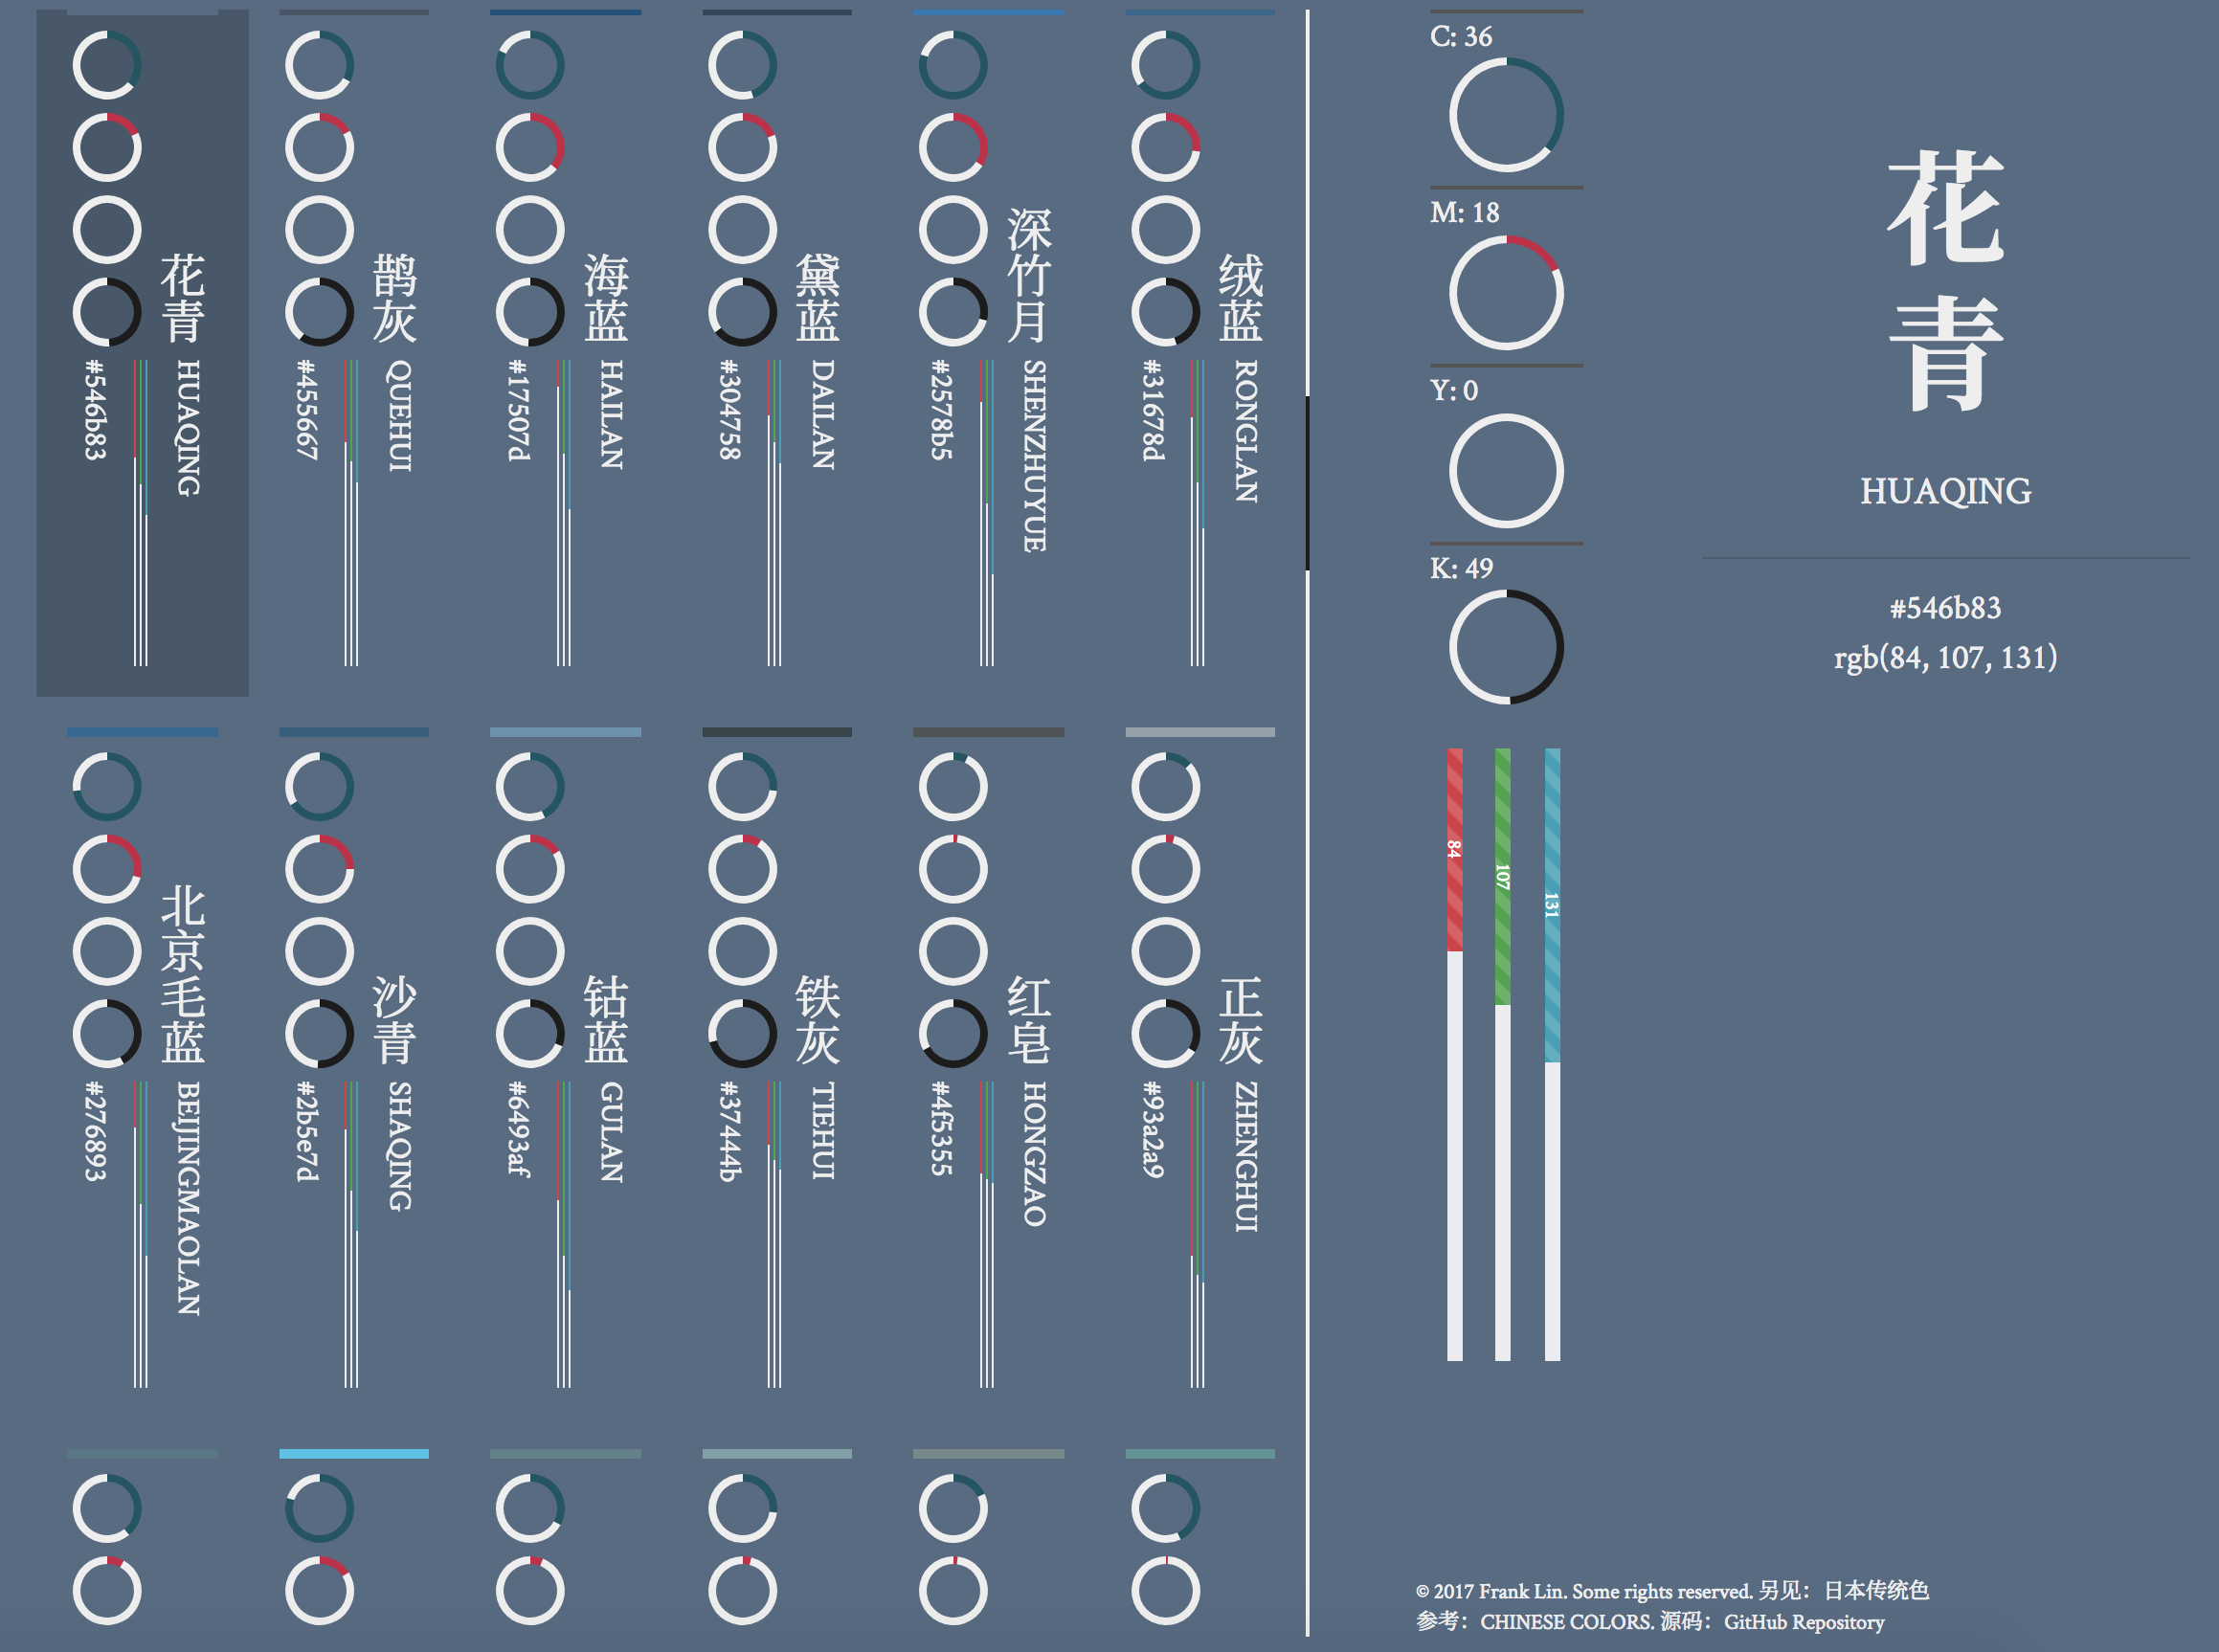 花青
HUAQING
#546b83
鹊灰
QUEHUI
#455667
海蓝
HAILAN
#17507d
黛蓝
DAILAN
#304758
深竹月
SHENZHUYUE
#2578b5
绒蓝
RONGLAN
#31678d
北京毛蓝
BEIJINGMAOLAN
#276893
沙青
SHAQING
#2b5e7d
钴蓝
GULAN
#6493af
铁灰
TIEHUI
#37444b
红皂
HONGZAO
#4f5355
正灰
ZHENGHUI
#93a2a9
C: 36
M: 18
Y: 0
K: 49
84
107
131
花青
HUAQING
#546b83
rgb(84, 107, 131)
© 2017 Frank Lin. Some rights reserved. 另见：日本传统色
参考：CHINESE COLORS. 源码：GitHub Repository